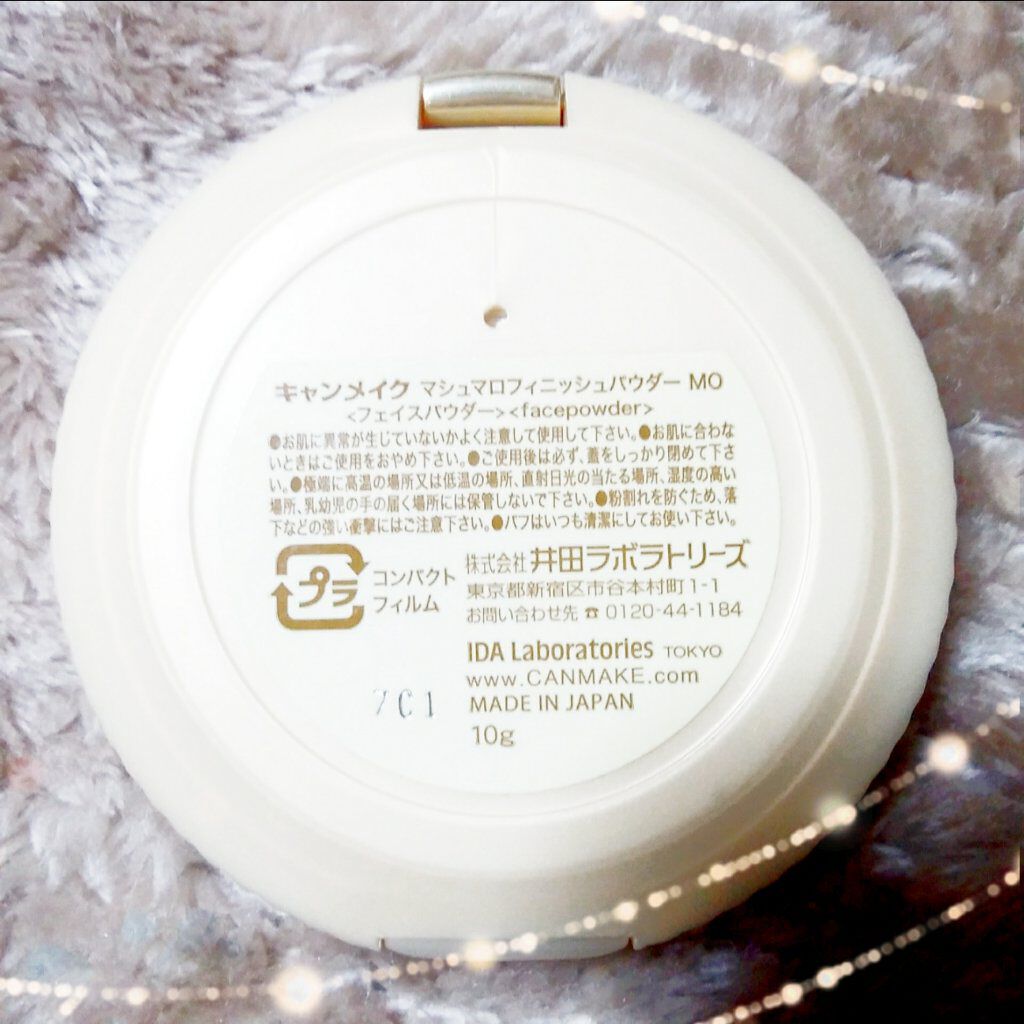 キャンメイク マシュマロフィニッシュパウダー MO
<フェイスパウダー><facepowder>
●お肌に異常が生じていないかよく注意して使用して下さい。●お肌に合わな
いときはご使用をおやめ下さい。●ご使用後は必ず、蓋をしっかり閉めて下さ
い。●極端に高温の場所又は低温の場所、直射日光の当たる場所、湿度の高い
場所、乳幼児の手の届く場所には保管しないで下さい。●粉割れを防ぐため、落
下などの強い衝撃にはご注意下さい。●パフはいつも清潔にしてお使い下さい。
プラ
コンパクト
フィルム
株式会社 井田ラボラトリーズ
東京都新宿区市谷本村町1-1
お問い合わせ先 ☎ 0120-44-1184
IDA Laboratories TOKYO
www.CANMAKE.com
MADE IN JAPAN
10g
7C1